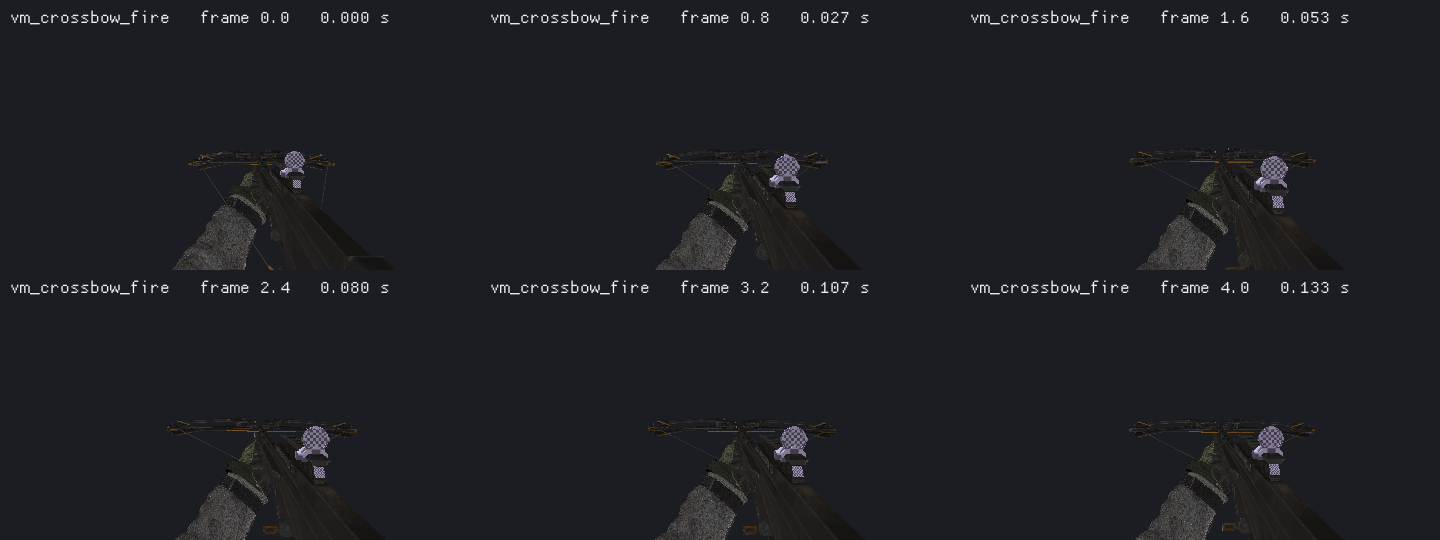 vm_crossbow_fire frame 0.0 0.000 s
vm_crossbow_fire frame 0.8 0.027 s
vm_crossbow_fire frame 1.6 0.053 s
vm_crossbow_fire frame 2.4 0.080 s
vm_crossbow_fire frame 3.2 0.107 s
vm_crossbow_fire frame 4.0 0.133 s